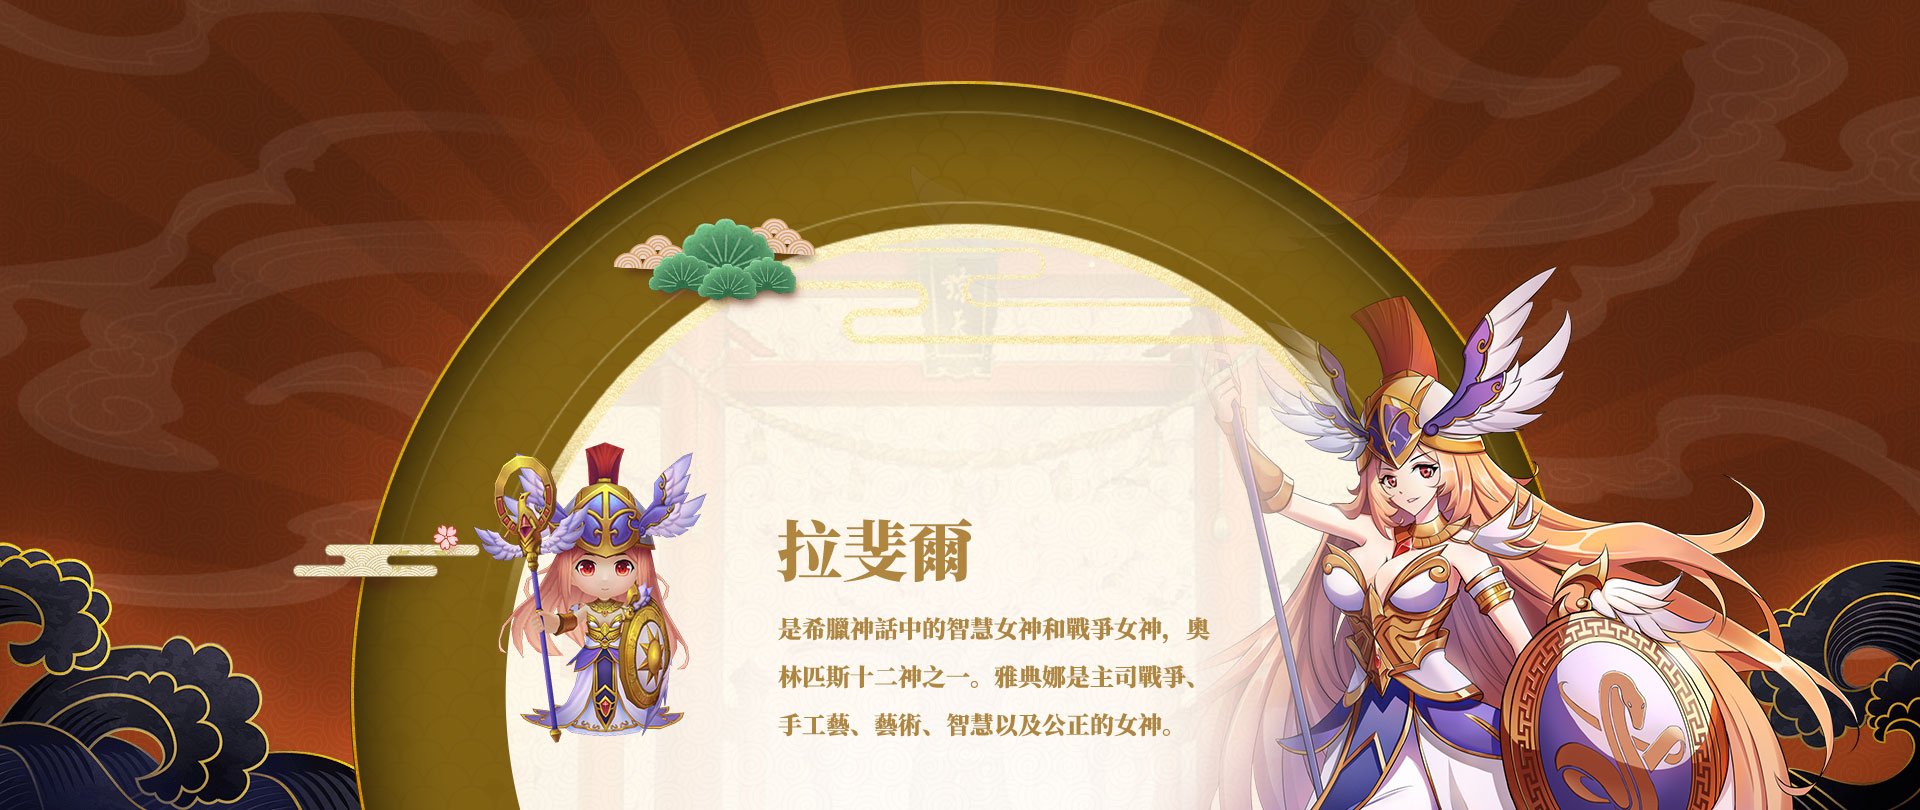 拉斐爾
是希臘神話中的智慧女神和戰爭女神，奧
林匹斯十二神之一。雅典娜是主司戰爭、
手工藝、藝術、智慧以及公正的女神。